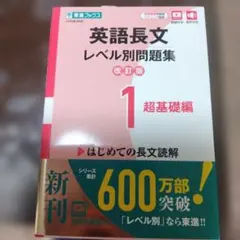 東進ブックス
英語長文
レベル別問題集
改訂版
1 超基礎編
▶はじめての長文読解
新刊
シリーズ累計
600万部
突破!
「レベル別」なら東進!!